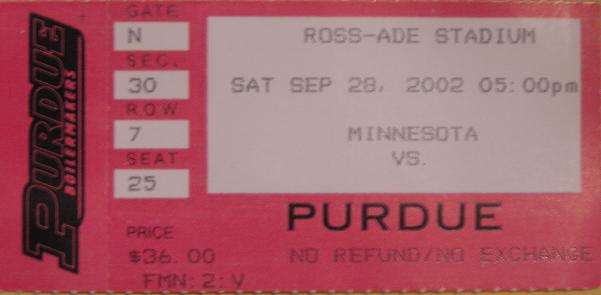 PURDUE
BOILERMAKERS
GATE
N
SEC.
30
ROW
7
SEAT
25
PRICE
$36.00
FMN:2:V
ROSS-ADE STADIUM
SAT SEP 28, 2002 05:00pm
MINNESOTA
VS.
PURDUE
NO REFUND/NO EXCHANGE